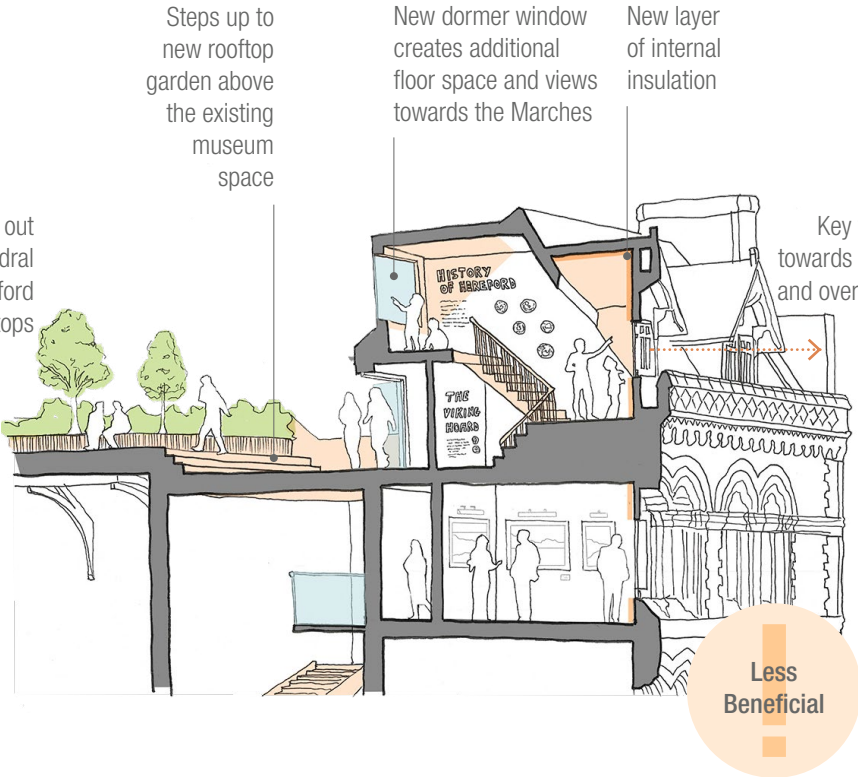 Steps up to
new rooftop
garden above
the existing
museum
space
New dormer window
creates additional
floor space and views
towards the Marches
New layer
of internal
insulation
out
dral
ford
tops
Key
towards
and over
HISTORY
OF HEREFORD
THE
VIKING
HOARD
Less
Beneficial